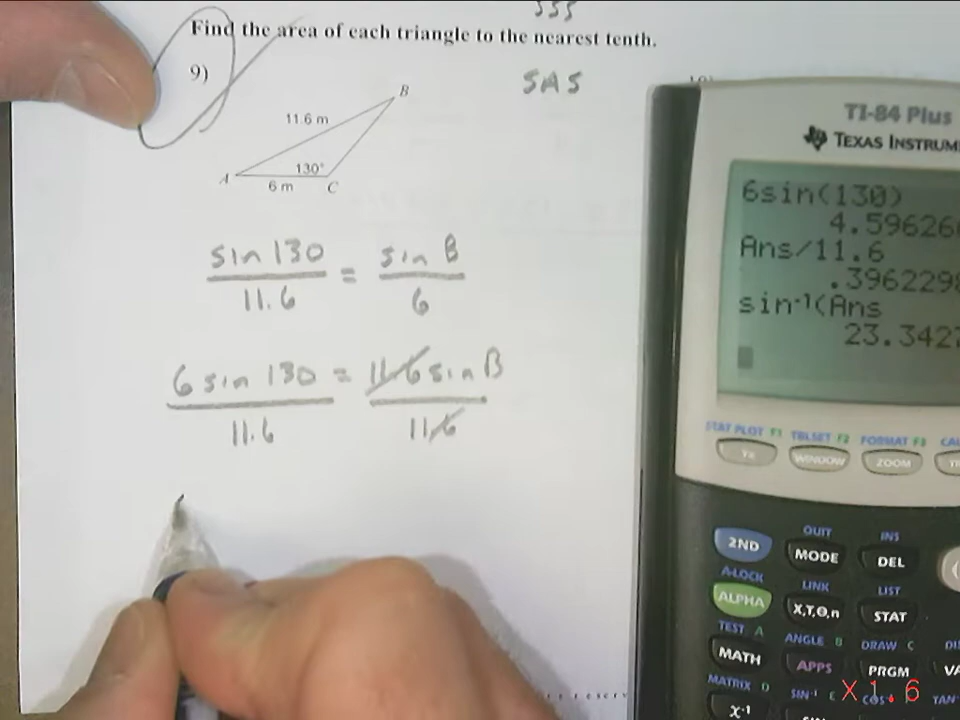 SSS
Find the area of each triangle to the nearest tenth.
9)
SAS
B
11.6 m
130°
A
6 m
C
sin 130 / 11.6 = sin B / 6
6 sin 130 / 11.6 = 11.6 sin B / 11.6
TI-84 Plus
TEXAS INSTRUM
6sin(130)
4.59626
Ans/11.6
.3962298
sin⁻¹(Ans
23.342
STAT PLOT F1 TBLSET F2 FORMAT F3 CAL
Y= WINDOW ZOOM
QUIT INS
2ND MODE DEL
A-LOCK LINK LIST
ALPHA X,T,Θ,n STAT
TEST A ANGLE B DRAW C
MATH APPS PRGM VA
MATRIX D SIN⁻¹ E COS TAN
X⁻¹
X1.6